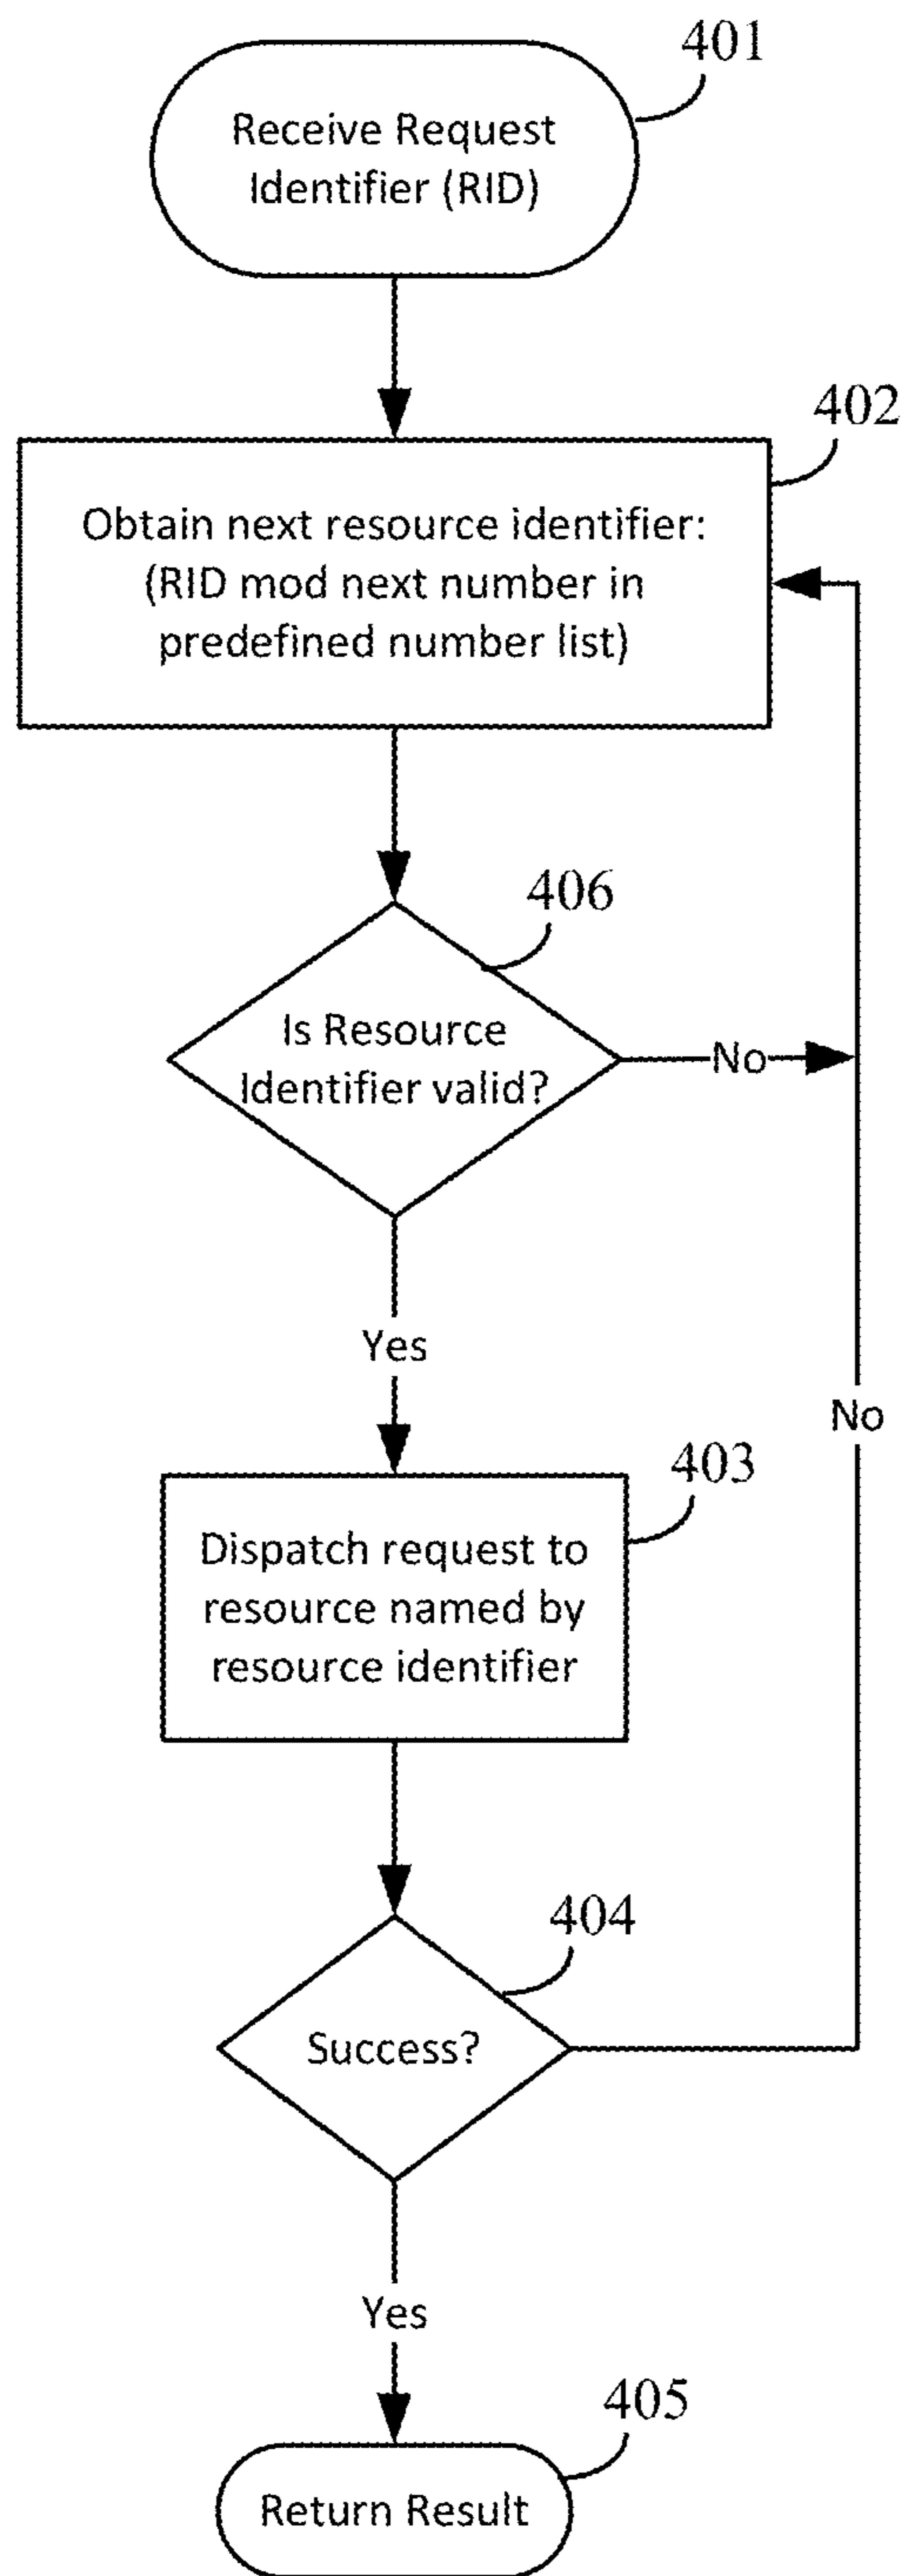 401
Receive Request
Identifier (RID)
402
Obtain next resource identifier:
(RID mod next number in
predefined number list)
406
Is Resource
Identifier valid?
No
Yes
No
403
Dispatch request to
resource named by
resource identifier
404
Success?
Yes
405
Return Result